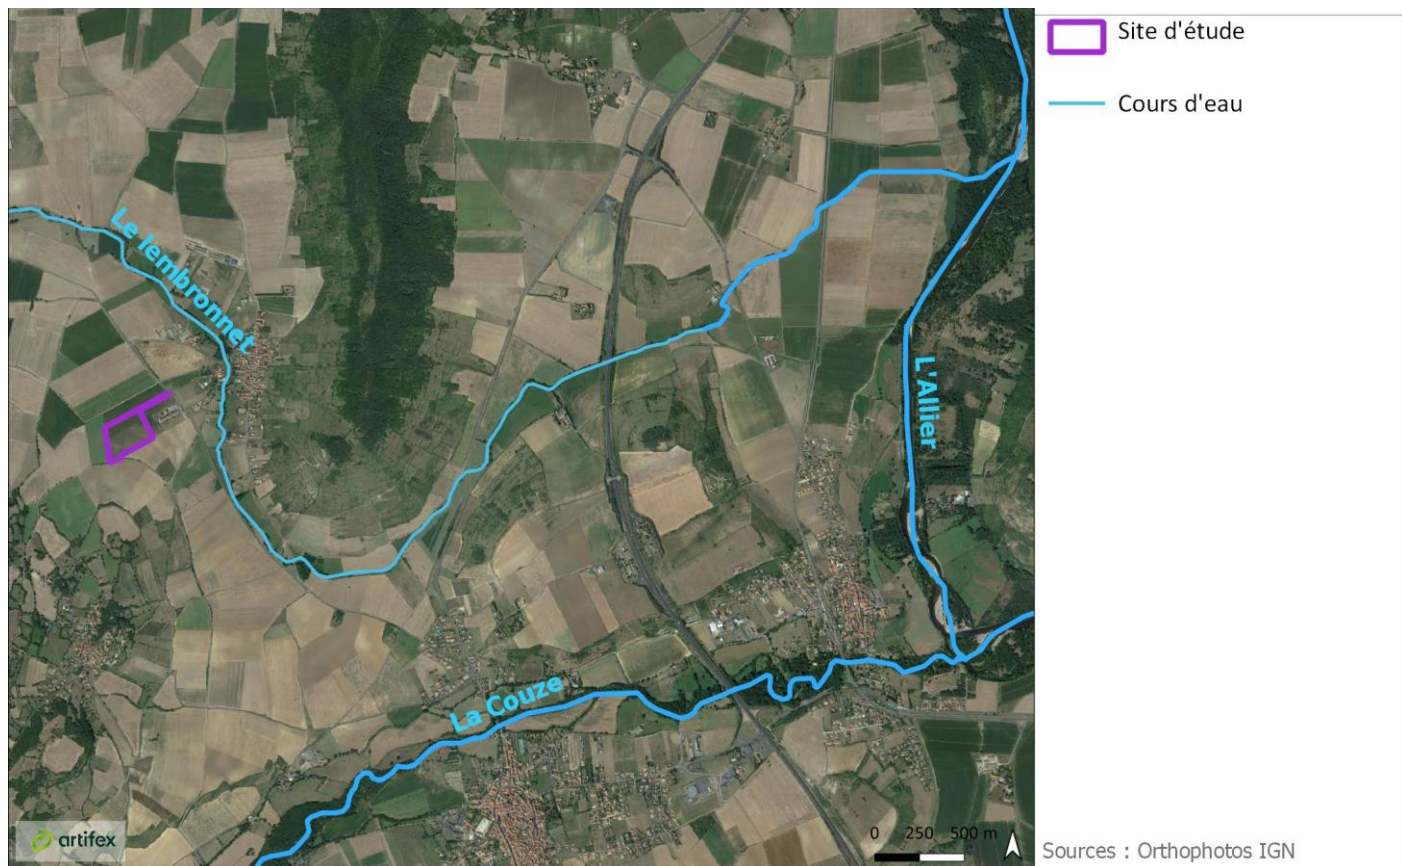 Site d'étude
Cours d'eau
Le lembronnet
L'Allier
La Couze
artifex
0 250 500 m
Sources : Orthophotos IGN